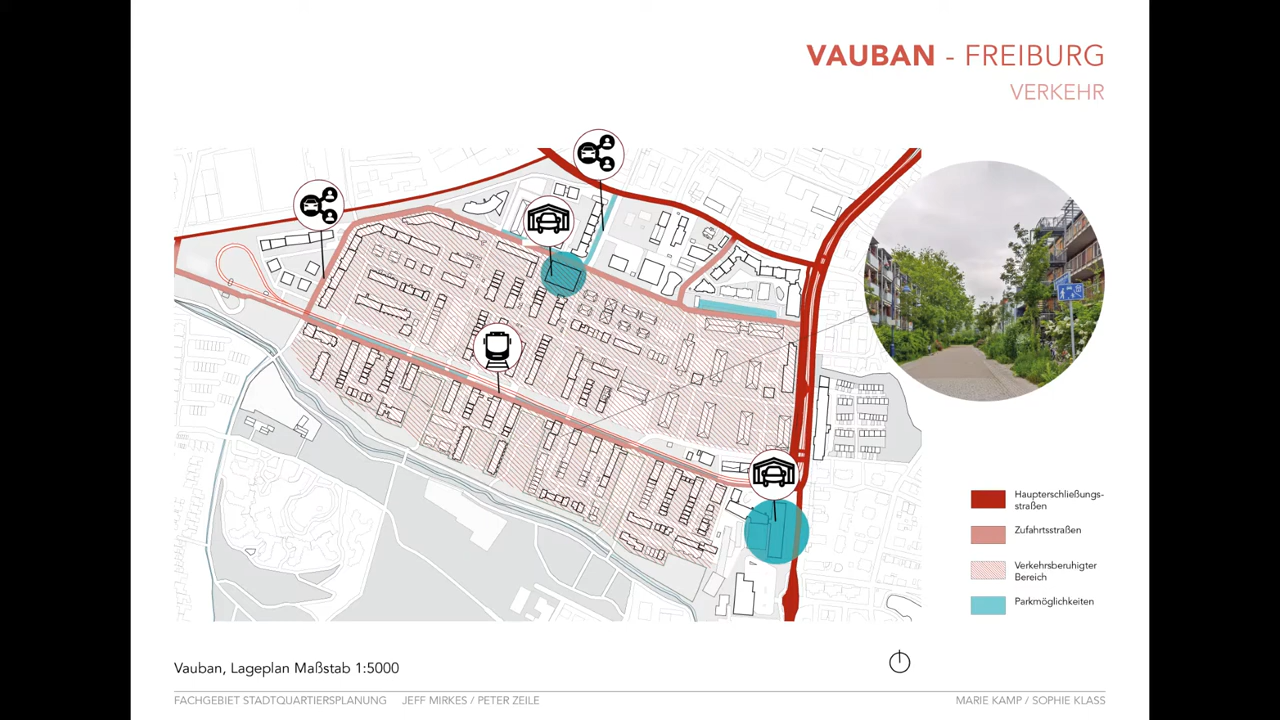 VAUBAN - FREIBURG
VERKEHR
Haupterschließungs-
straßen
Zufahrtsstraßen
Verkehrsberuhigter
Bereich
Parkmöglichkeiten
Vauban, Lageplan Maßstab 1:5000
FACHGEBIET STADTQUARTIERSPLANUNG JEFF MIRKES / PETER ZEILE
MARIE KAMP / SOPHIE KLASS